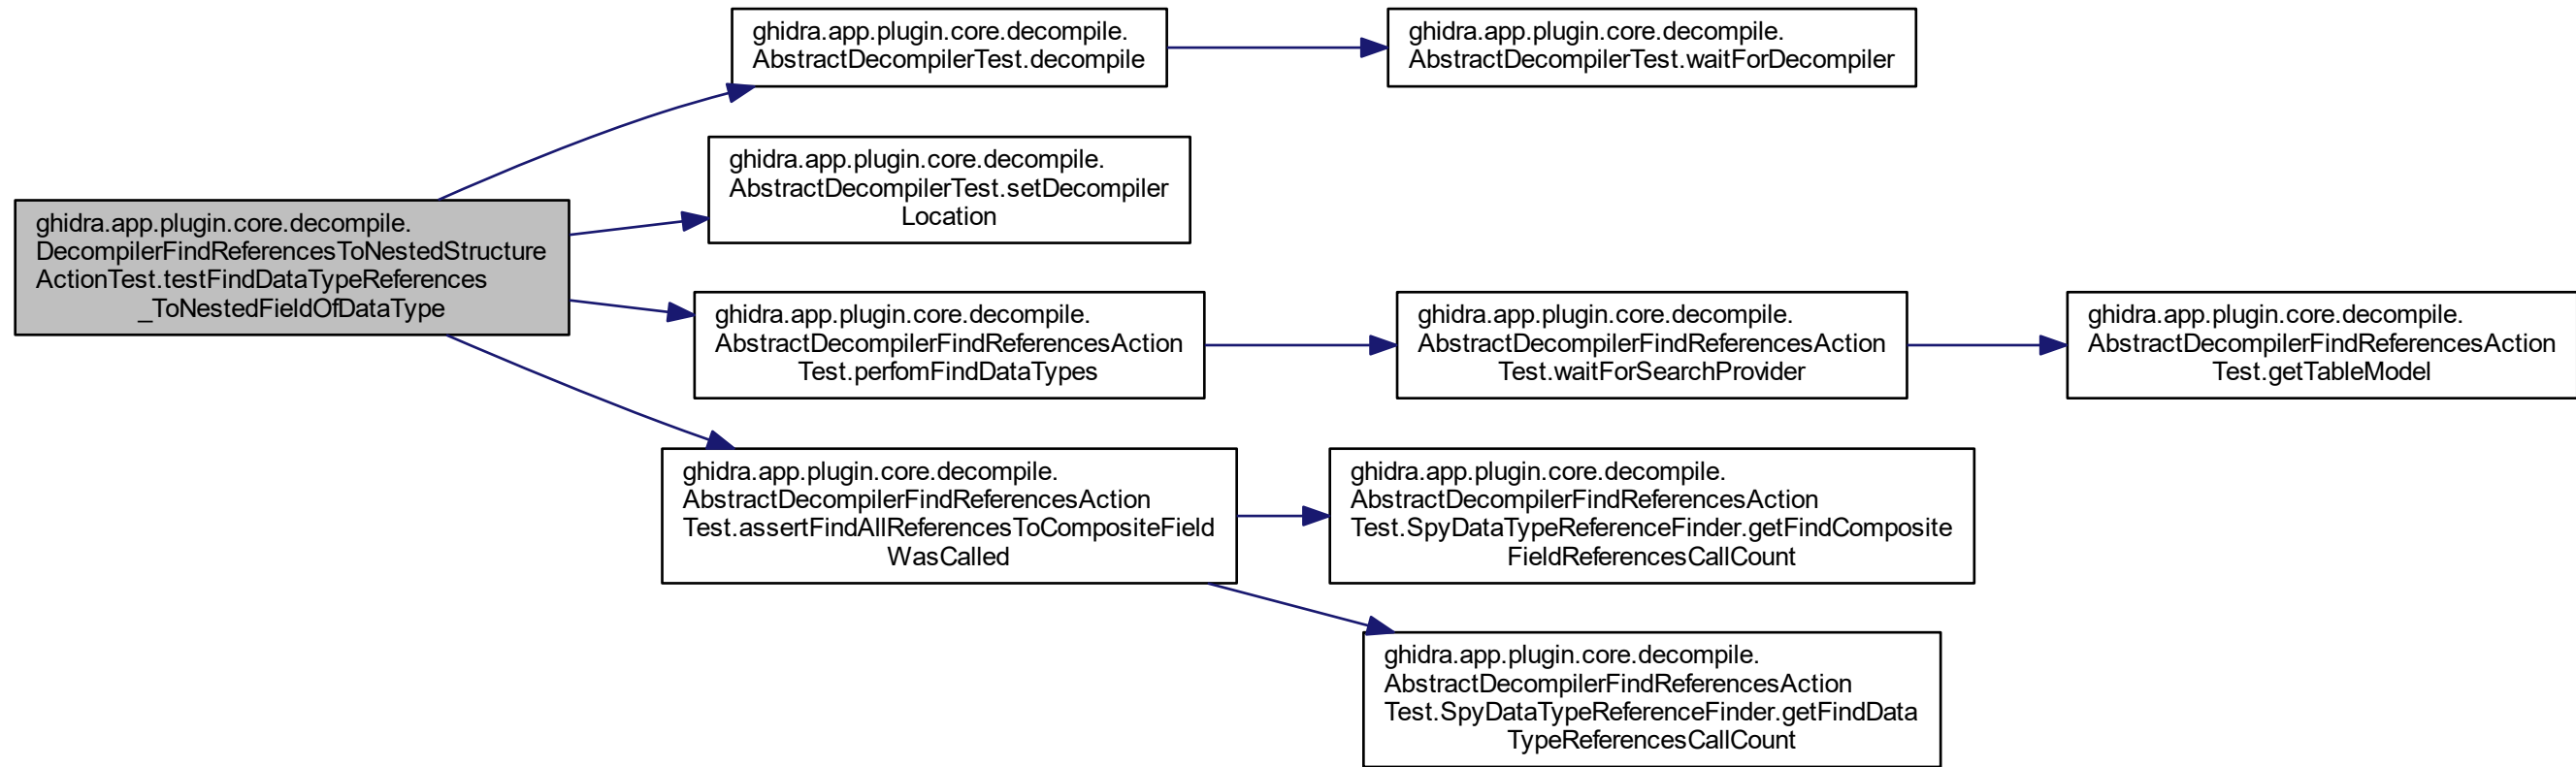 ghidra.app.plugin.core.decompile.
DecompilerFindReferencesToNestedStructure
ActionTest.testFindDataTypeReferences
_ToNestedFieldOfDataType
ghidra.app.plugin.core.decompile.
AbstractDecompilerTest.decompile
ghidra.app.plugin.core.decompile.
AbstractDecompilerTest.waitForDecompiler
ghidra.app.plugin.core.decompile.
AbstractDecompilerTest.setDecompiler
Location
ghidra.app.plugin.core.decompile.
AbstractDecompilerFindReferencesAction
Test.perfomFindDataTypes
ghidra.app.plugin.core.decompile.
AbstractDecompilerFindReferencesAction
Test.waitForSearchProvider
ghidra.app.plugin.core.decompile.
AbstractDecompilerFindReferencesAction
Test.getTableModel
ghidra.app.plugin.core.decompile.
AbstractDecompilerFindReferencesAction
Test.assertFindAllReferencesToCompositeField
WasCalled
ghidra.app.plugin.core.decompile.
AbstractDecompilerFindReferencesAction
Test.SpyDataTypeReferenceFinder.getFindComposite
FieldReferencesCallCount
ghidra.app.plugin.core.decompile.
AbstractDecompilerFindReferencesAction
Test.SpyDataTypeReferenceFinder.getFindData
TypeReferencesCallCount